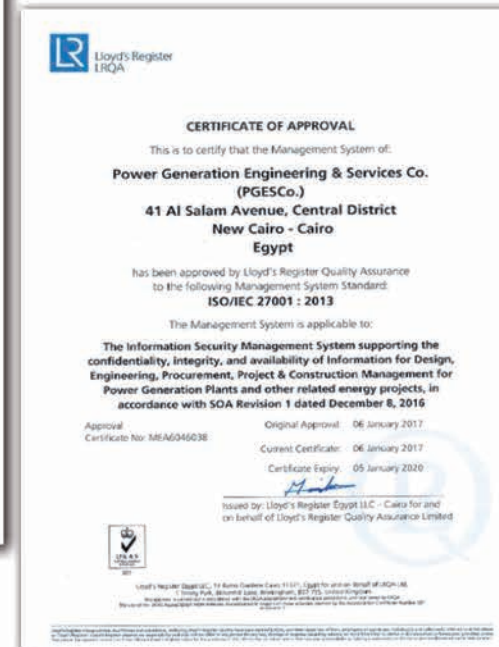 LR
Lloyd's Register
LRQA
CERTIFICATE OF APPROVAL
This is to certify that the Management System of:
Power Generation Engineering & Services Co.
(PGESCo.)
41 Al Salam Avenue, Central District
New Cairo - Cairo
Egypt
has been approved by Lloyd's Register Quality Assurance
to the following Management System Standard:
ISO/IEC 27001 : 2013
The Management System is applicable to:
The Information Security Management System supporting the
confidentiality, integrity, and availability of Information for Design,
Engineering, Procurement, Project & Construction Management for
Power Generation Plants and other related energy projects, in
accordance with SOA Revision 1 dated December 8, 2016
Approval
Certificate No: MEA6046038
Original Approval: 06 January 2017
Current Certificate: 06 January 2017
Certificate Expiry: 05 January 2020
Issued by: Lloyd's Register Egypt LLC - Cairo for and
on behalf of Lloyd's Register Quality Assurance Limited
UKAS
001